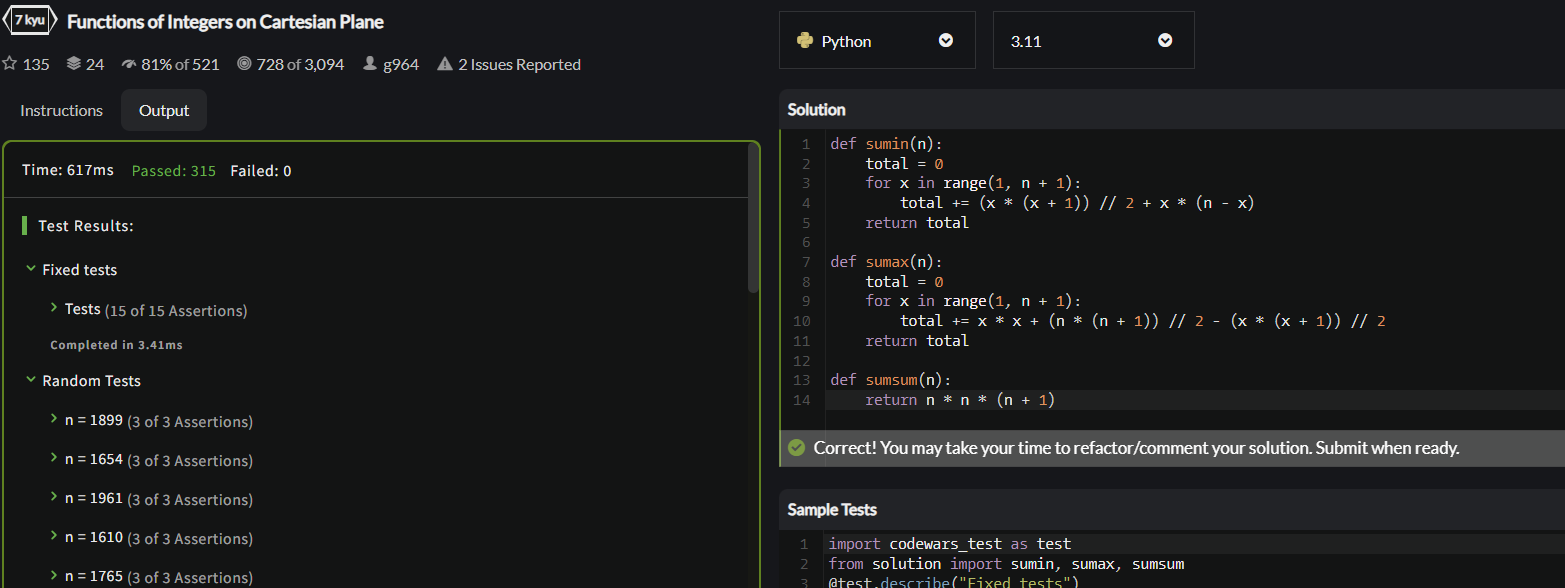 7 kyu Functions of Integers on Cartesian Plane
135 24 81% of 521 728 of 3,094 g964 2 Issues Reported
Instructions Output
Time: 617ms Passed: 315 Failed: 0
Test Results:
Fixed tests
Tests (15 of 15 Assertions)
Completed in 3.41ms
Random Tests
n = 1899 (3 of 3 Assertions)
n = 1654 (3 of 3 Assertions)
n = 1961 (3 of 3 Assertions)
n = 1610 (3 of 3 Assertions)
n = 1765 (3 of 3 Assertions)
Python 3.11
Solution
1 def sumin(n):
2     total = 0
3     for x in range(1, n + 1):
4         total += (x * (x + 1)) // 2 + x * (n - x)
5     return total
6
7 def sumax(n):
8     total = 0
9     for x in range(1, n + 1):
10         total += x * x + (n * (n + 1)) // 2 - (x * (x + 1)) // 2
11     return total
12
13 def sumsum(n):
14     return n * n * (n + 1)
Correct! You may take your time to refactor/comment your solution. Submit when ready.
Sample Tests
1 import codewars_test as test
2 from solution import sumin, sumax, sumsum
3 @test.describe("Fixed tests")